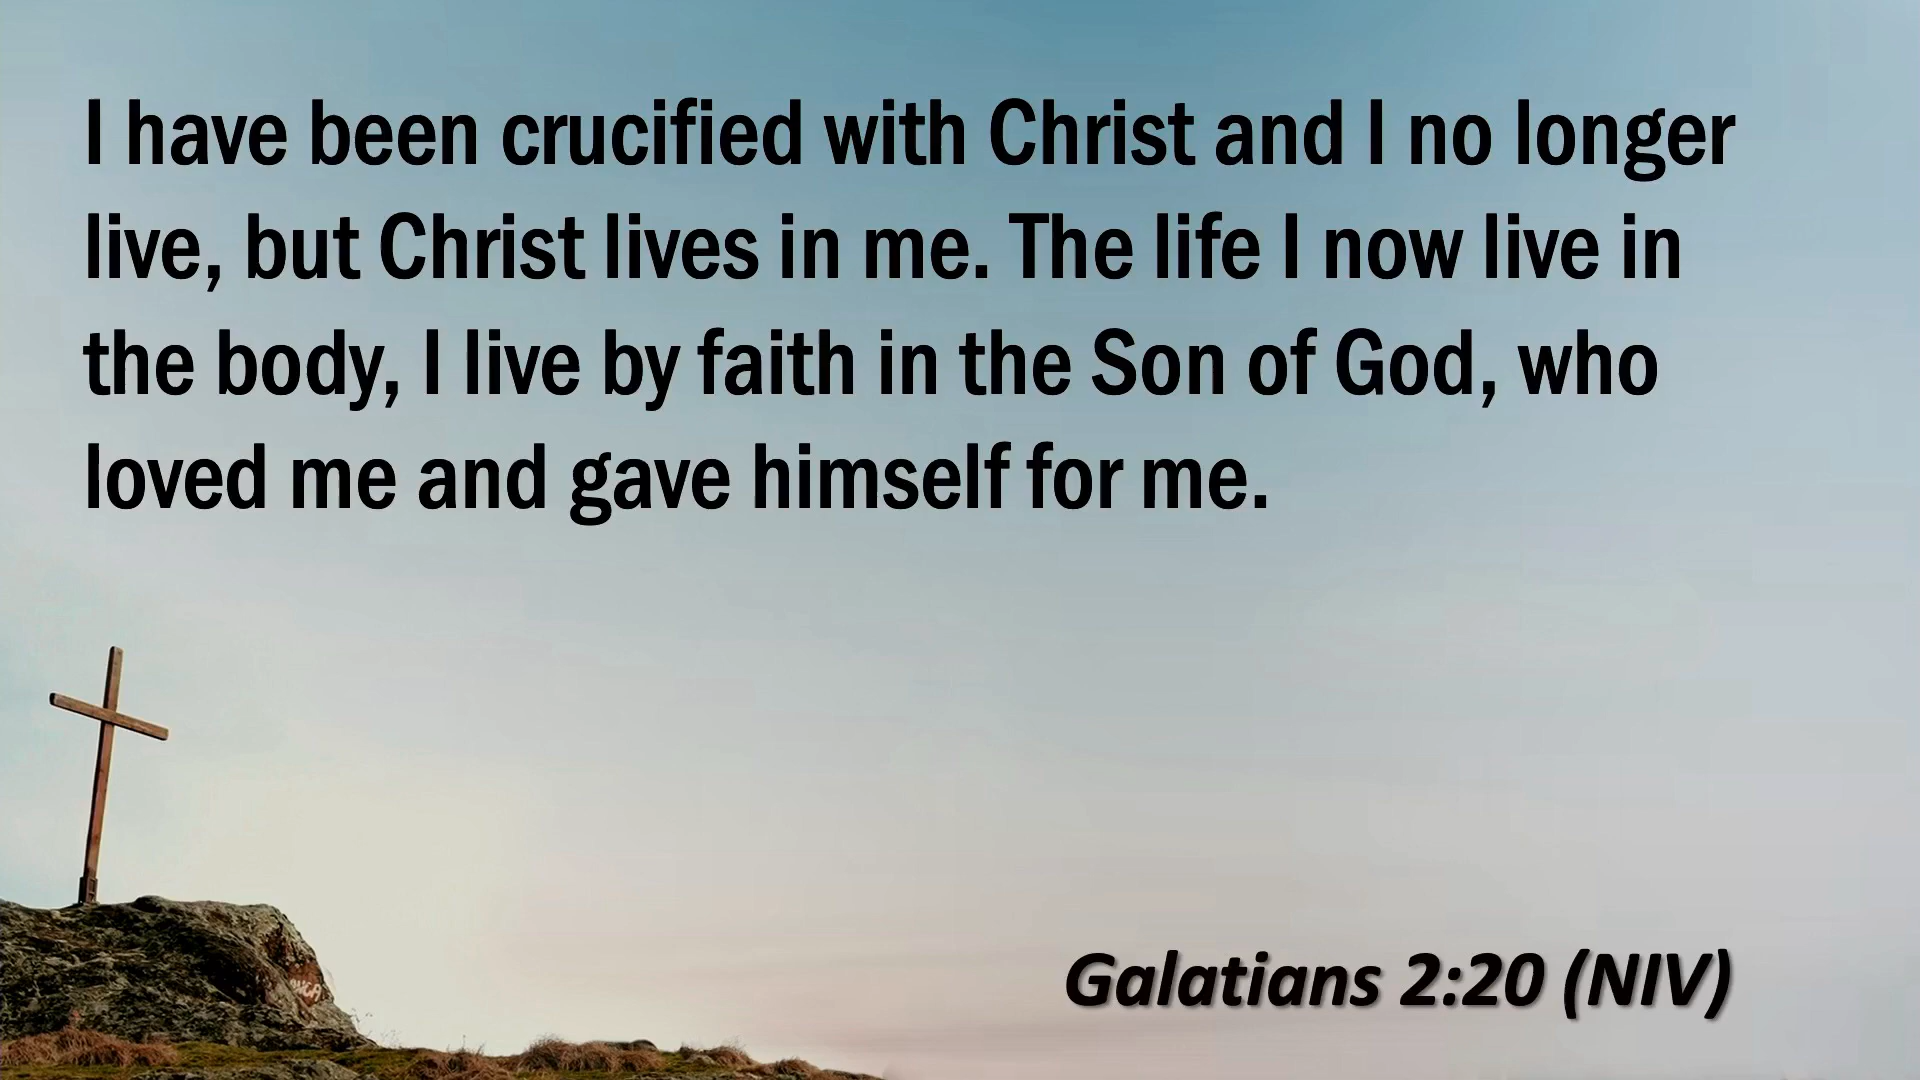 I have been crucified with Christ and I no longer
live, but Christ lives in me. The life I now live in
the body, I live by faith in the Son of God, who
loved me and gave himself for me.
Galatians 2:20 (NIV)